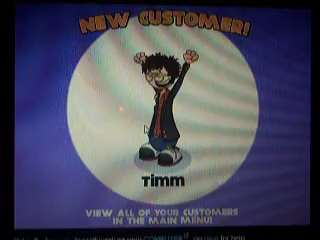 NEW CUSTOMER!
Timm
VIEW ALL OF YOUR CUSTOMERS
IN THE MAIN MENU!